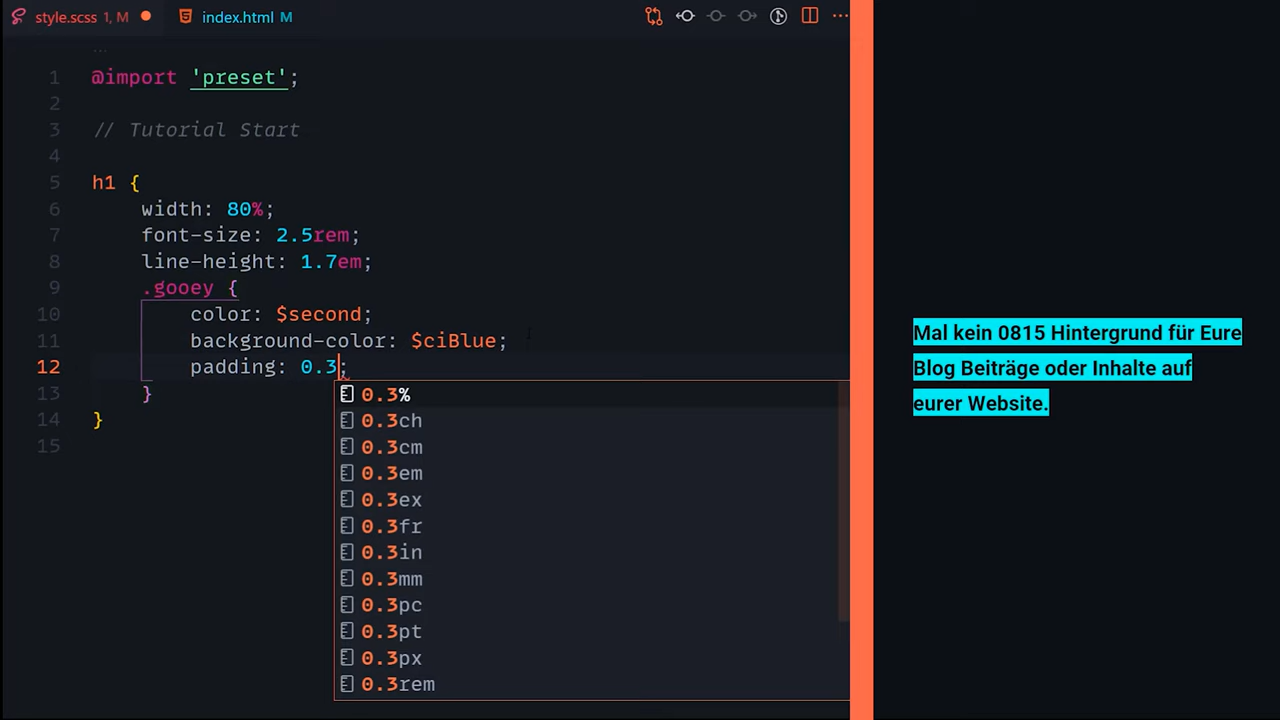 style.scss 1, M
index.html M
1 @import 'preset';
2
3 // Tutorial Start
4
5 h1 {
6 width: 80%;
7 font-size: 2.5rem;
8 line-height: 1.7em;
9 .gooey {
10 color: $second;
11 background-color: $ciBlue;
12 padding: 0.3;
13 }
14 }
15
0.3%
0.3ch
0.3cm
0.3em
0.3ex
0.3fr
0.3in
0.3mm
0.3pc
0.3pt
0.3px
0.3rem
Mal kein 0815 Hintergrund für Eure
Blog Beiträge oder Inhalte auf
eurer Website.